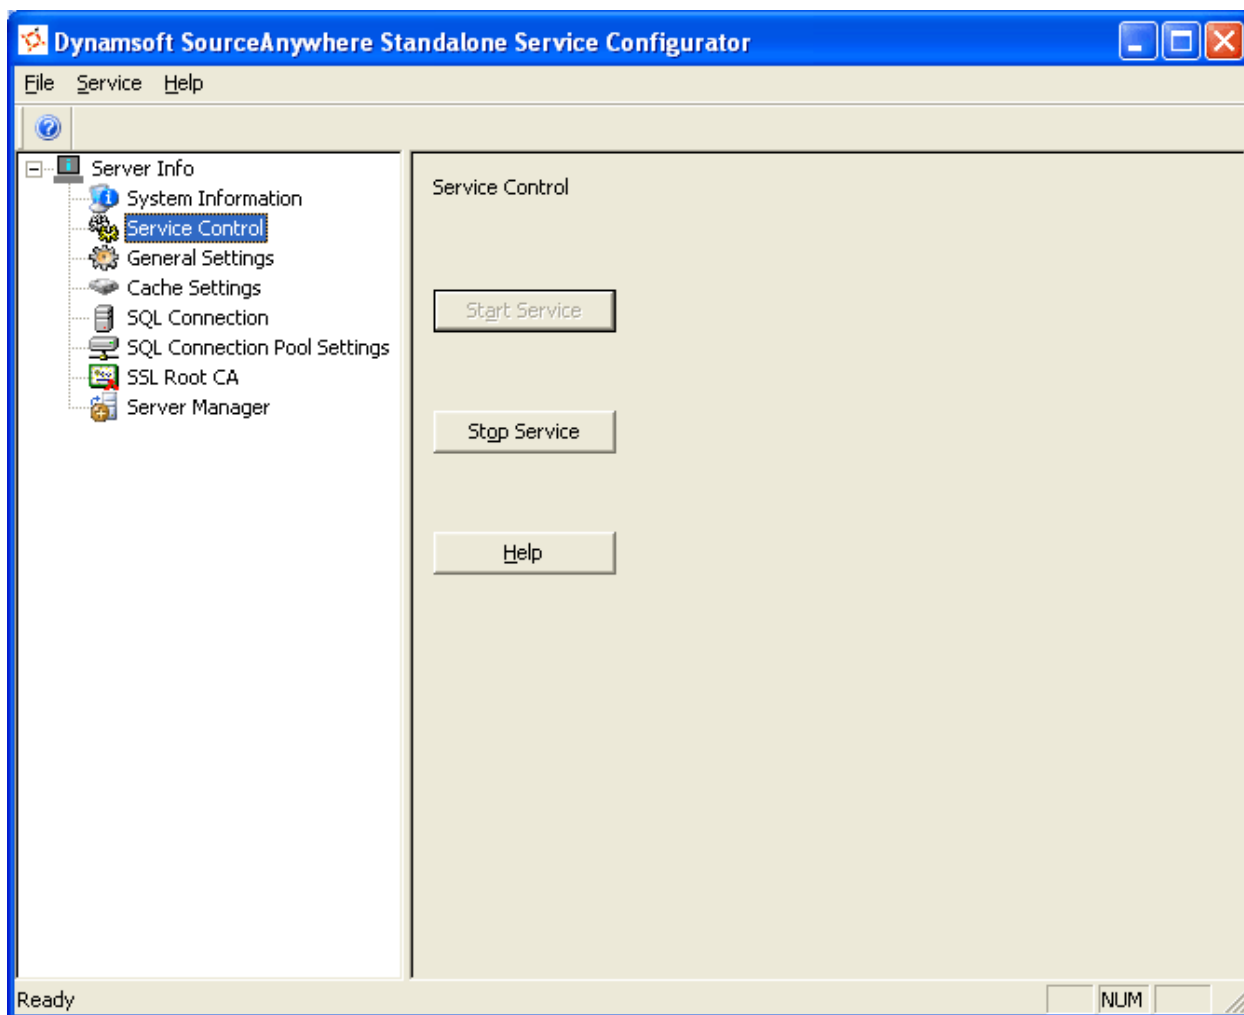 Dynamsoft SourceAnywhere Standalone Service Configurator
File Service Help
Server Info
System Information
Service Control
General Settings
Cache Settings
SQL Connection
SQL Connection Pool Settings
SSL Root CA
Server Manager
Service Control
Start Service
Stop Service
Help
Ready
NUM